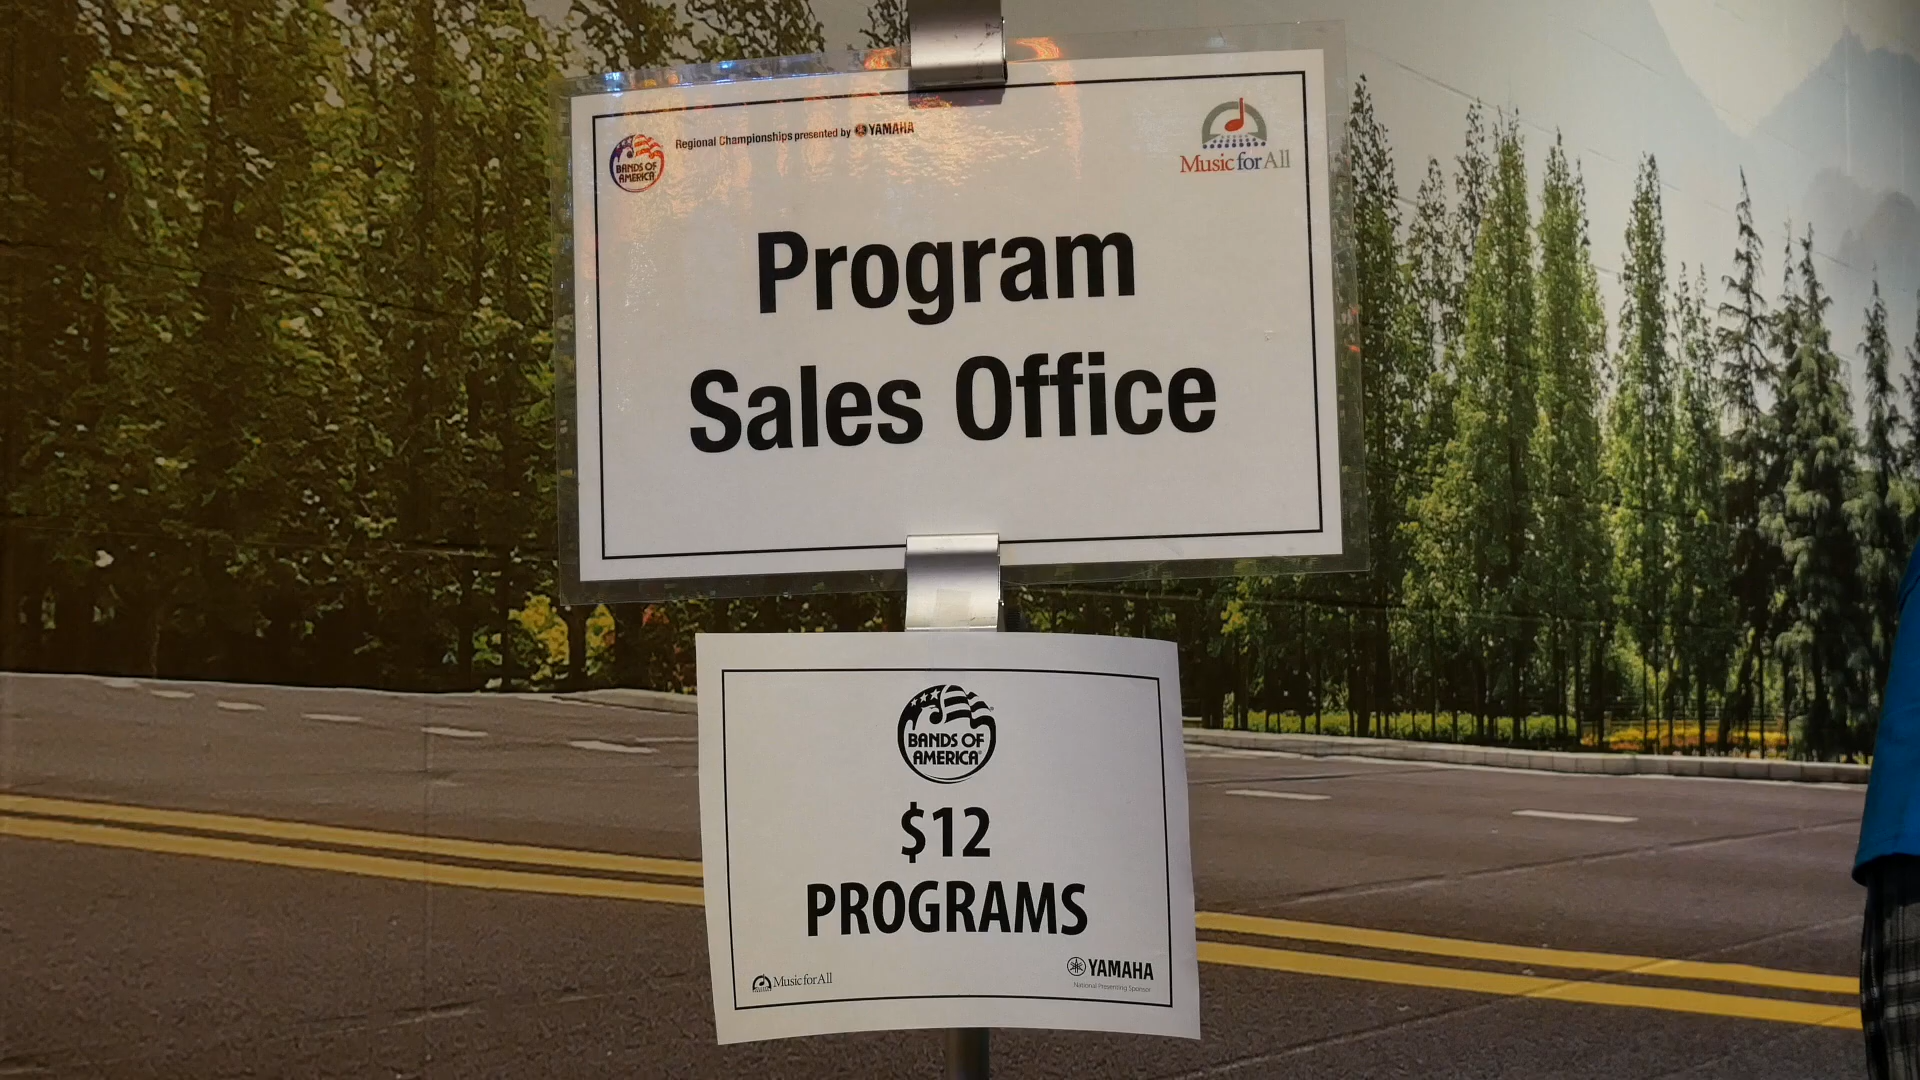 Regional Championships presented by YAMAHA
BANDS OF
AMERICA
Music for All
Program
Sales Office
BANDS OF
AMERICA
$12
PROGRAMS
Music for All
YAMAHA
National Presenting Sponsor